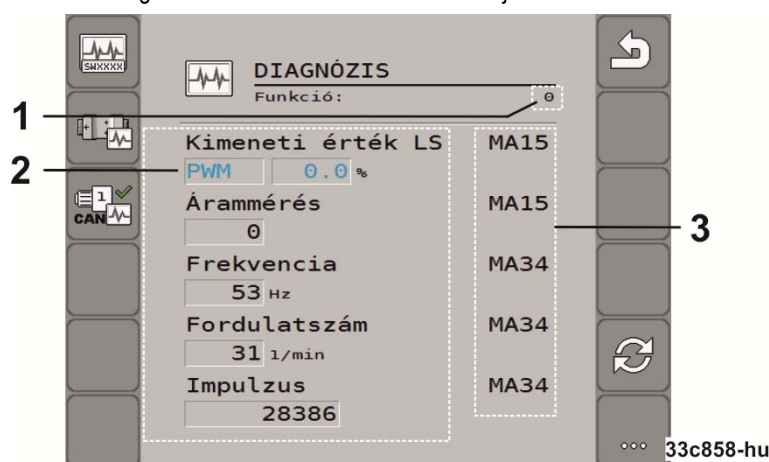 SWXXXX
DIAGNÓZIS
Funkció: 0
1
Kimeneti érték LS MA15
2
PWM 0.0 %
1
CAN
Árammérés MA15
3
0
Frekvencia MA34
53 Hz
Fordulatszám MA34
31 1/min
Impulzus MA34
28386
33c858-hu